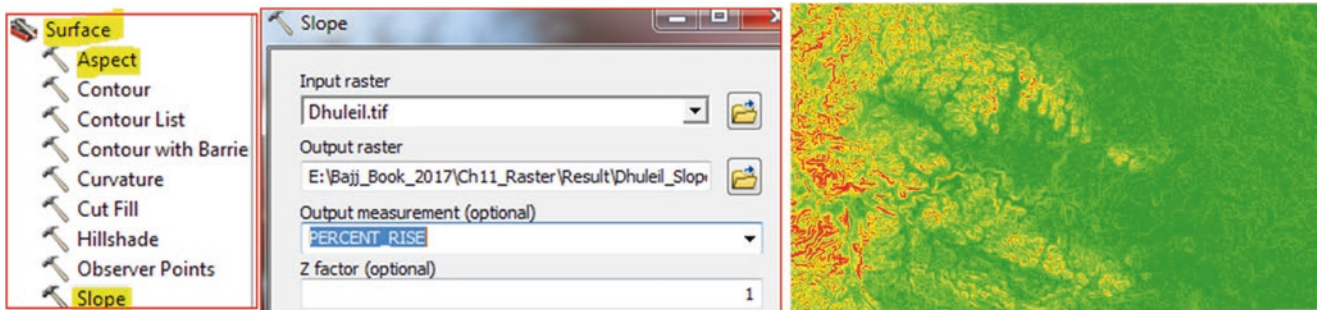 Surface
Aspect
Contour
Contour List
Contour with Barrie
Curvature
Cut Fill
Hillshade
Observer Points
Slope
Slope
Input raster
Dhuleil.tif
Output raster
E:\Bajj_Book_2017\Ch11_Raster\Result\Dhuleil_Slop
Output measurement (optional)
PERCENT_RISE
Z factor (optional)
1